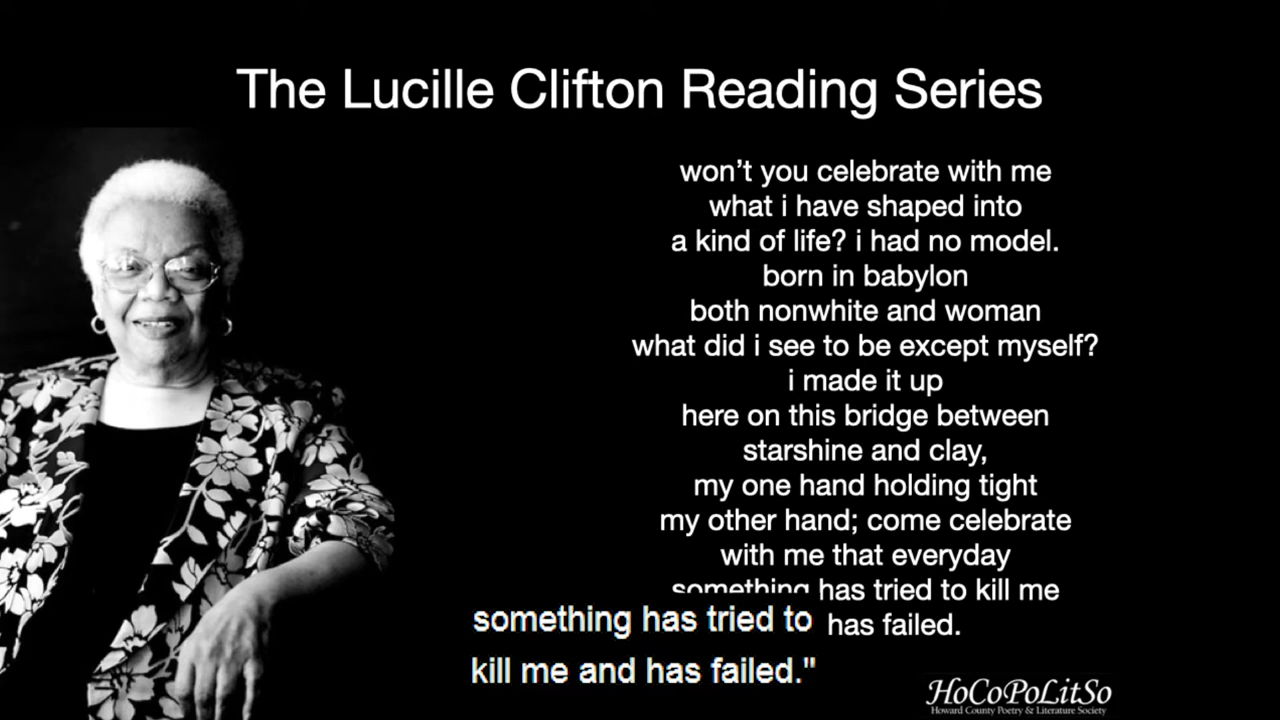 The Lucille Clifton Reading Series
won’t you celebrate with me
what i have shaped into
a kind of life? i had no model.
born in babylon
both nonwhite and woman
what did i see to be except myself?
i made it up
here on this bridge between
starshine and clay,
my one hand holding tight
my other hand; come celebrate
with me that everyday
something has tried to kill me
has failed.
something has tried to
kill me and has failed."
HoCoPoLitSo
Howard County Poetry & Literature Society